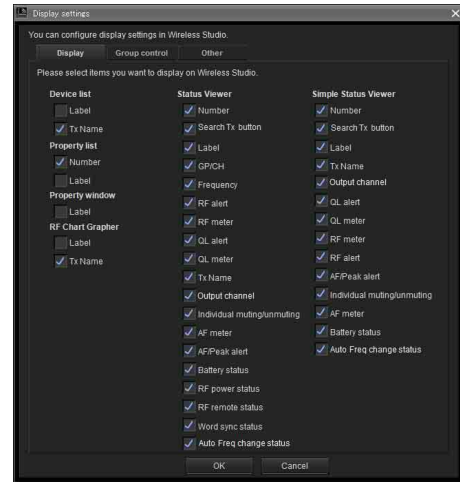 Display settings
You can configure display settings in Wireless Studio.
Display
Group control
Other
Please select items you want to display on Wireless Studio.
Device list
Label
Tx Name
Property list
Number
Label
Property window
Label
RF Chart Grapher
Label
Tx Name
Status Viewer
Number
Search Tx button
Label
GP/CH
Frequency
RF alert
RF meter
QL alert
QL meter
Tx Name
Output channel
Individual muting/unmuting
AF meter
AF/Peak alert
Battery status
RF power status
RF remote status
Word sync status
Auto Freq change status
Simple Status Viewer
Number
Search Tx button
Label
Tx Name
Output channel
QL alert
QL meter
RF meter
RF alert
AF/Peak alert
Individual muting/unmuting
AF meter
Battery status
Auto Freq change status
OK
Cancel